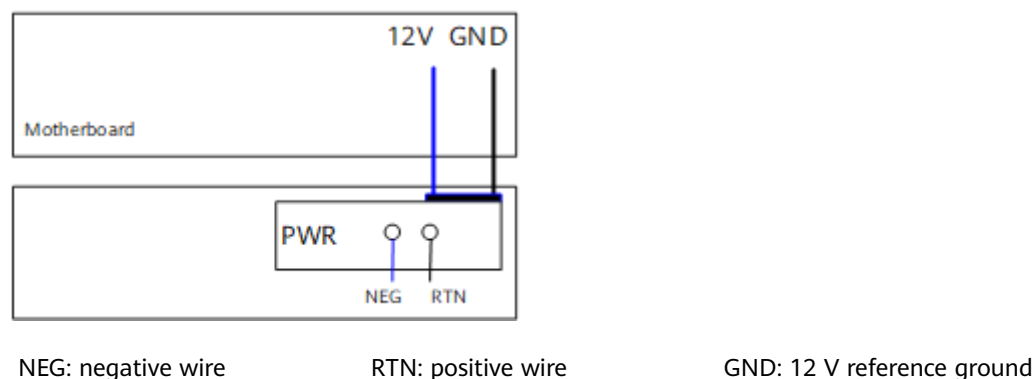 12V GND
Motherboard
PWR
NEG RTN
NEG: negative wire RTN: positive wire GND: 12 V reference ground